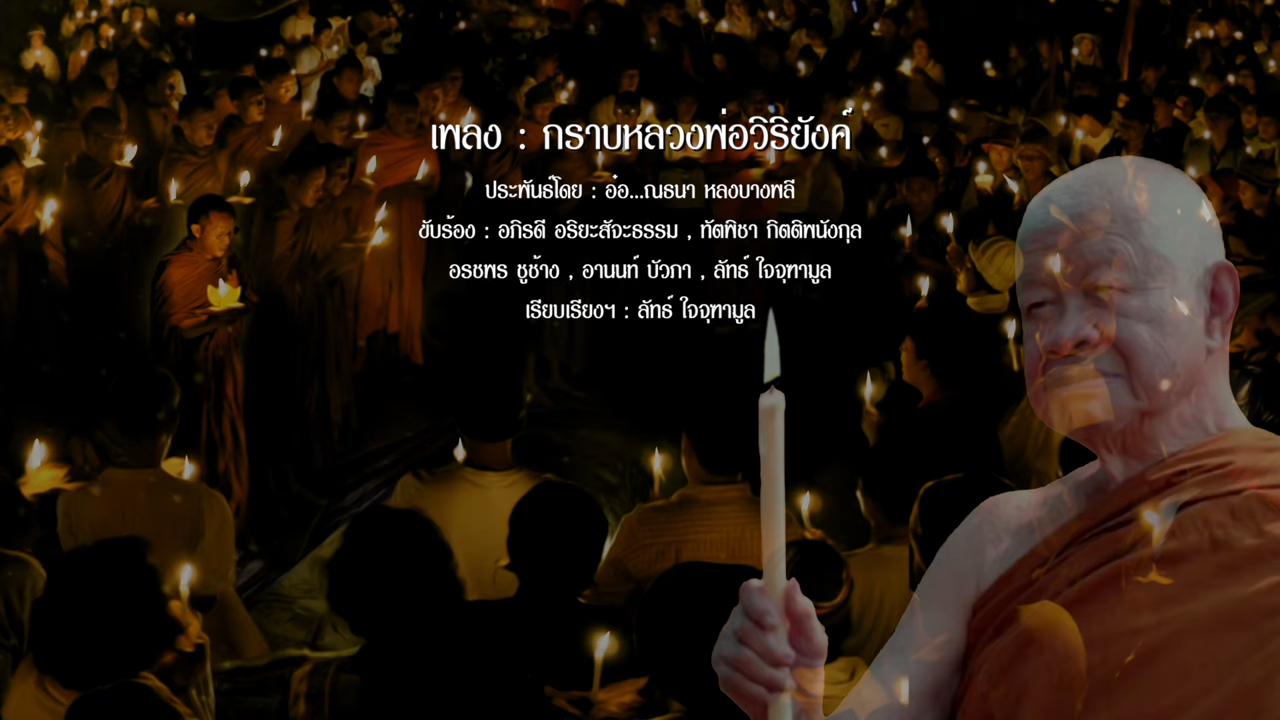 เพลง : กราบหลวงพ่อวิริยังค์
ประพันธ์โดย : อ๋อ...ณธนา หลงบางพลี
ขับร้อง : อภิรดี อริยะสัจะธรรม , ทัตพิชา กิตติพนังกุล
อรชพร ชูช้าง , อานนท์ บัวภา , ลัทธ์ ใจจุฑามูล
เรียบเรียงฯ : ลัทธ์ ใจจุฑามูล